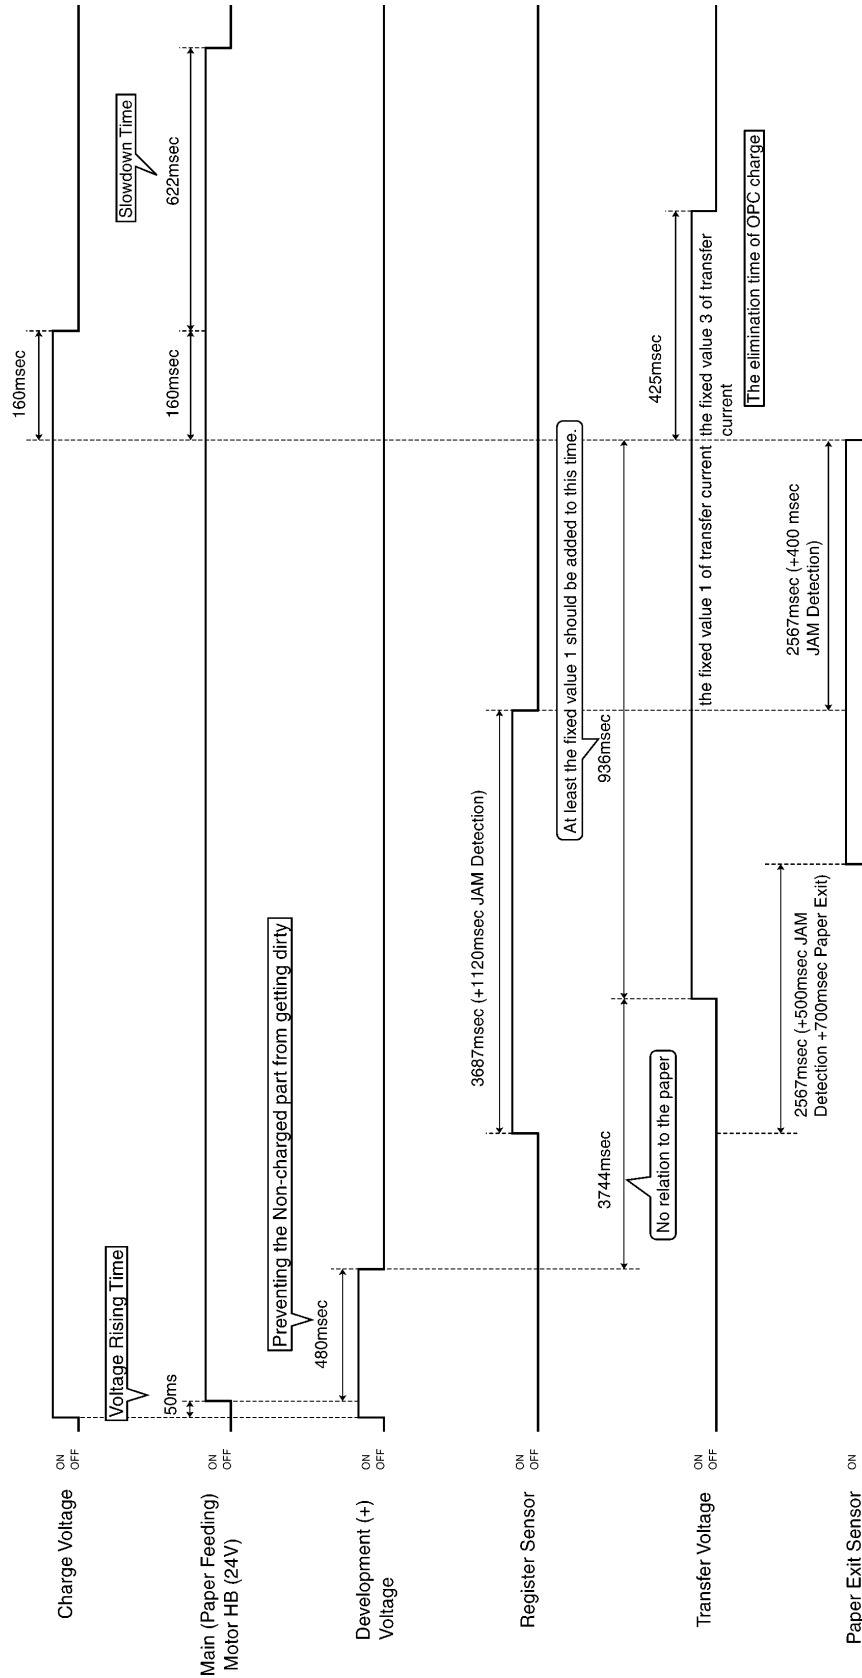 Charge Voltage
ON
OFF
Voltage Rising Time
160msec
Main (Paper Feeding)
Motor HB (24V)
ON
OFF
50ms
160msec
622msec
Slowdown Time
Development (+)
Voltage
ON
OFF
Preventing the Non-charged part from getting dirty
480msec
Register Sensor
ON
OFF
3687msec (+1120msec JAM Detection)
At least the fixed value 1 should be added to this time.
Transfer Voltage
ON
OFF
3744msec
No relation to the paper
936msec
425msec
the fixed value 1 of transfer current
the fixed value 3 of transfer
current
The elimination time of OPC charge
Paper Exit Sensor
ON
2567msec (+500msec JAM
Detection +700msec Paper Exit)
2567msec (+400 msec
JAM Detection)